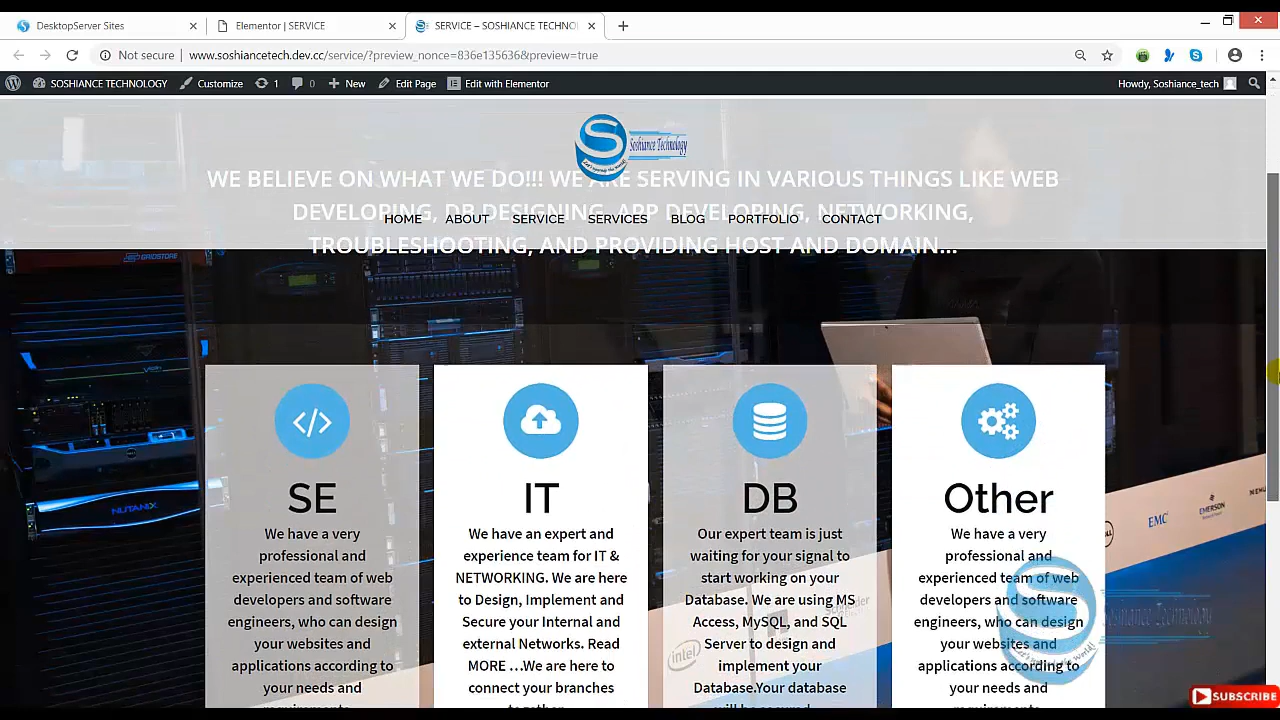 DesktopServer Sites
Elementor | SERVICE
SERVICE – SOSHIANCE TECHNO
Not secure | www.soshiancetech.dev.cc/service/?preview_nonce=836e135636&preview=true
SOSHIANCE TECHNOLOGY Customize 1 0 New Edit Page Edit with Elementor Howdy, Soshiance_tech
S Soshiance Technology
WE BELIEVE ON WHAT WE DO!!! WE ARE SERVING IN VARIOUS THINGS LIKE WEB
DEVELOPING, DB DESIGNING, APP DEVELOPING, NETWORKING,
HOME ABOUT SERVICE SERVICES BLOG PORTFOLIO CONTACT
TROUBLESHOOTING, AND PROVIDING HOST AND DOMAIN...
GRIDSTORE
NUTANIX
SE
We have a very
professional and
experienced team of web
developers and software
engineers, who can design
your websites and
applications according to
your needs and
requirements
IT
We have an expert and
experience team for IT &
NETWORKING. We are here
to Design, Implement and
Secure your Internal and
external Networks. Read
MORE ...We are here to
connect your branches
together
DB
Our expert team is just
waiting for your signal to
start working on your
Database. We are using MS
Access, MySQL, and SQL
Server to design and
implement your
Database.Your database
will be secured
Other
We have a very
professional and
experienced team of web
developers and software
engineers, who can design
your websites and
applications according to
your needs and
requirements
EMC
EMERSON
intel
S Soshiance Technology
SUBSCRIBE